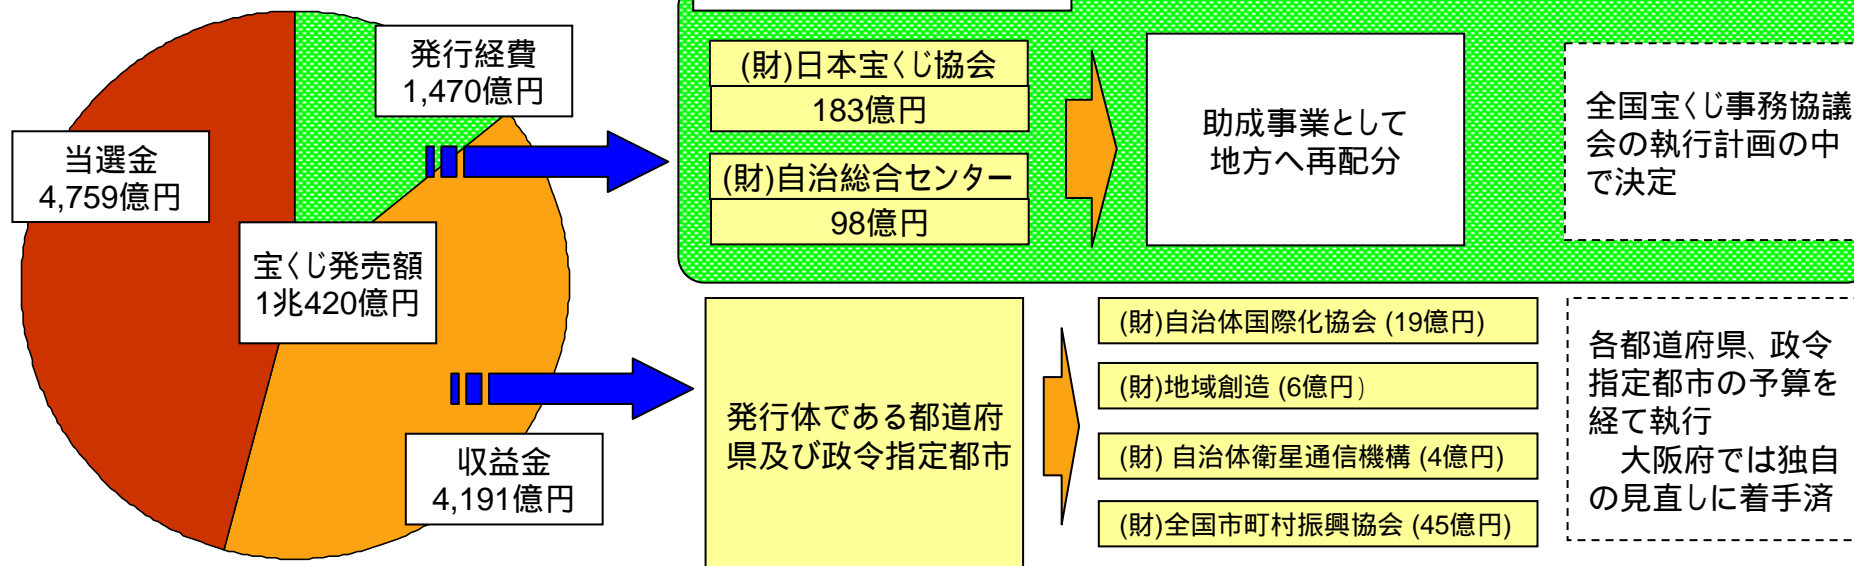 発行経費
1,470億円
当選金
4,759億円
宝くじ発売額
1兆420億円
収益金
4,191億円
(財)日本宝くじ協会
183億円
(財)自治総合センター
98億円
助成事業として
地方へ再配分
全国宝くじ事務協議
会の執行計画の中
で決定
発行体である都道府
県及び政令指定都市
(財)自治体国際化協会 (19億円)
(財)地域創造 (6億円)
(財) 自治体衛星通信機構 (4億円)
(財)全国市町村振興協会 (45億円)
各都道府県、政令
指定都市の予算を
経て執行
大阪府では独自
の見直しに着手済